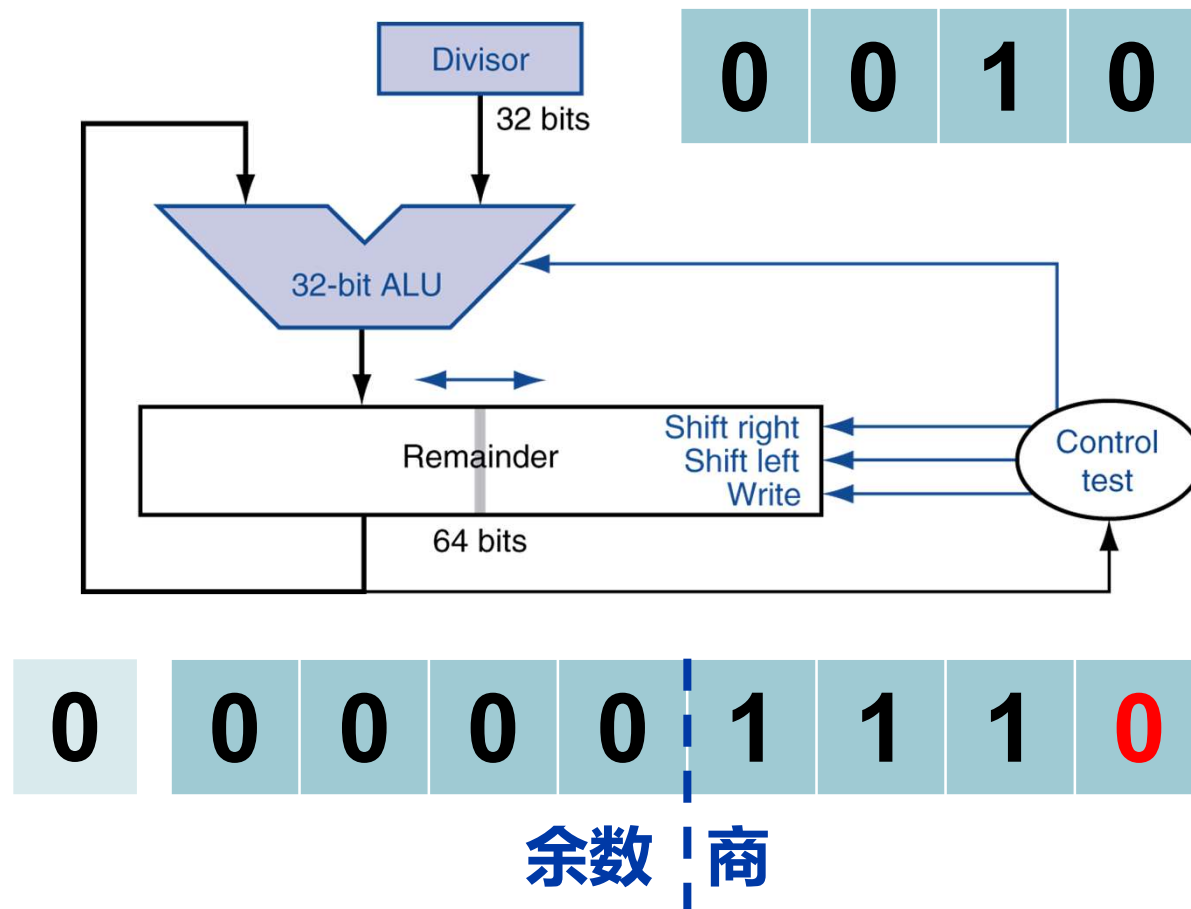 Divisor
0 0 1 0
32 bits
32-bit ALU
Shift right
Remainder
Shift left
Write
Control
test
64 bits
0 0 0 0 0 1 1 1 0
余数 商